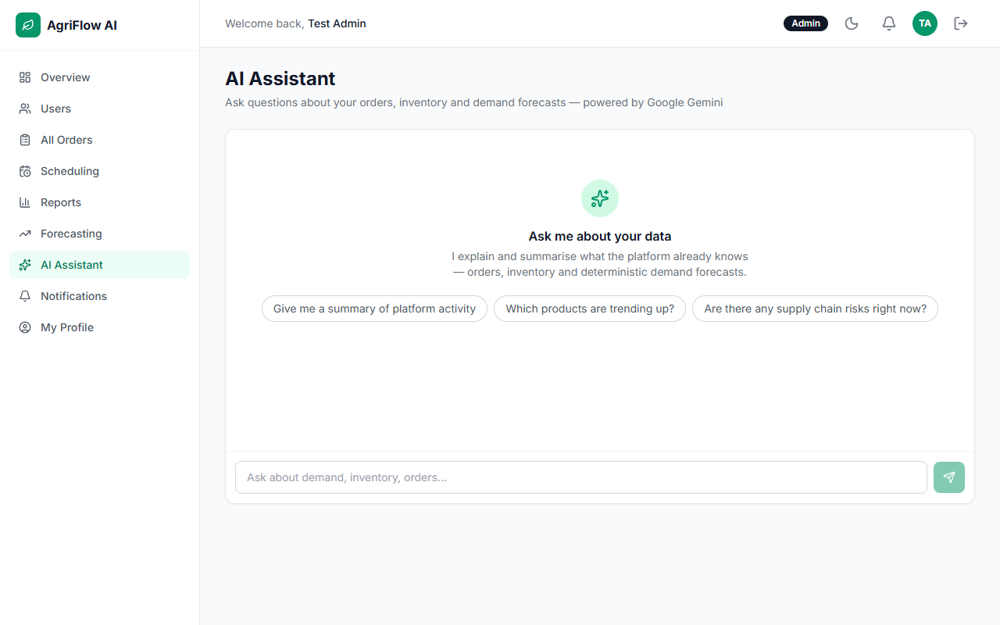 AgriFlow AI
Welcome back, Test Admin
Admin
TA
Overview
Users
All Orders
Scheduling
Reports
Forecasting
AI Assistant
Notifications
My Profile
AI Assistant
Ask questions about your orders, inventory and demand forecasts — powered by Google Gemini
Ask me about your data
I explain and summarise what the platform already knows
— orders, inventory and deterministic demand forecasts.
Give me a summary of platform activity
Which products are trending up?
Are there any supply chain risks right now?
Ask about demand, inventory, orders...